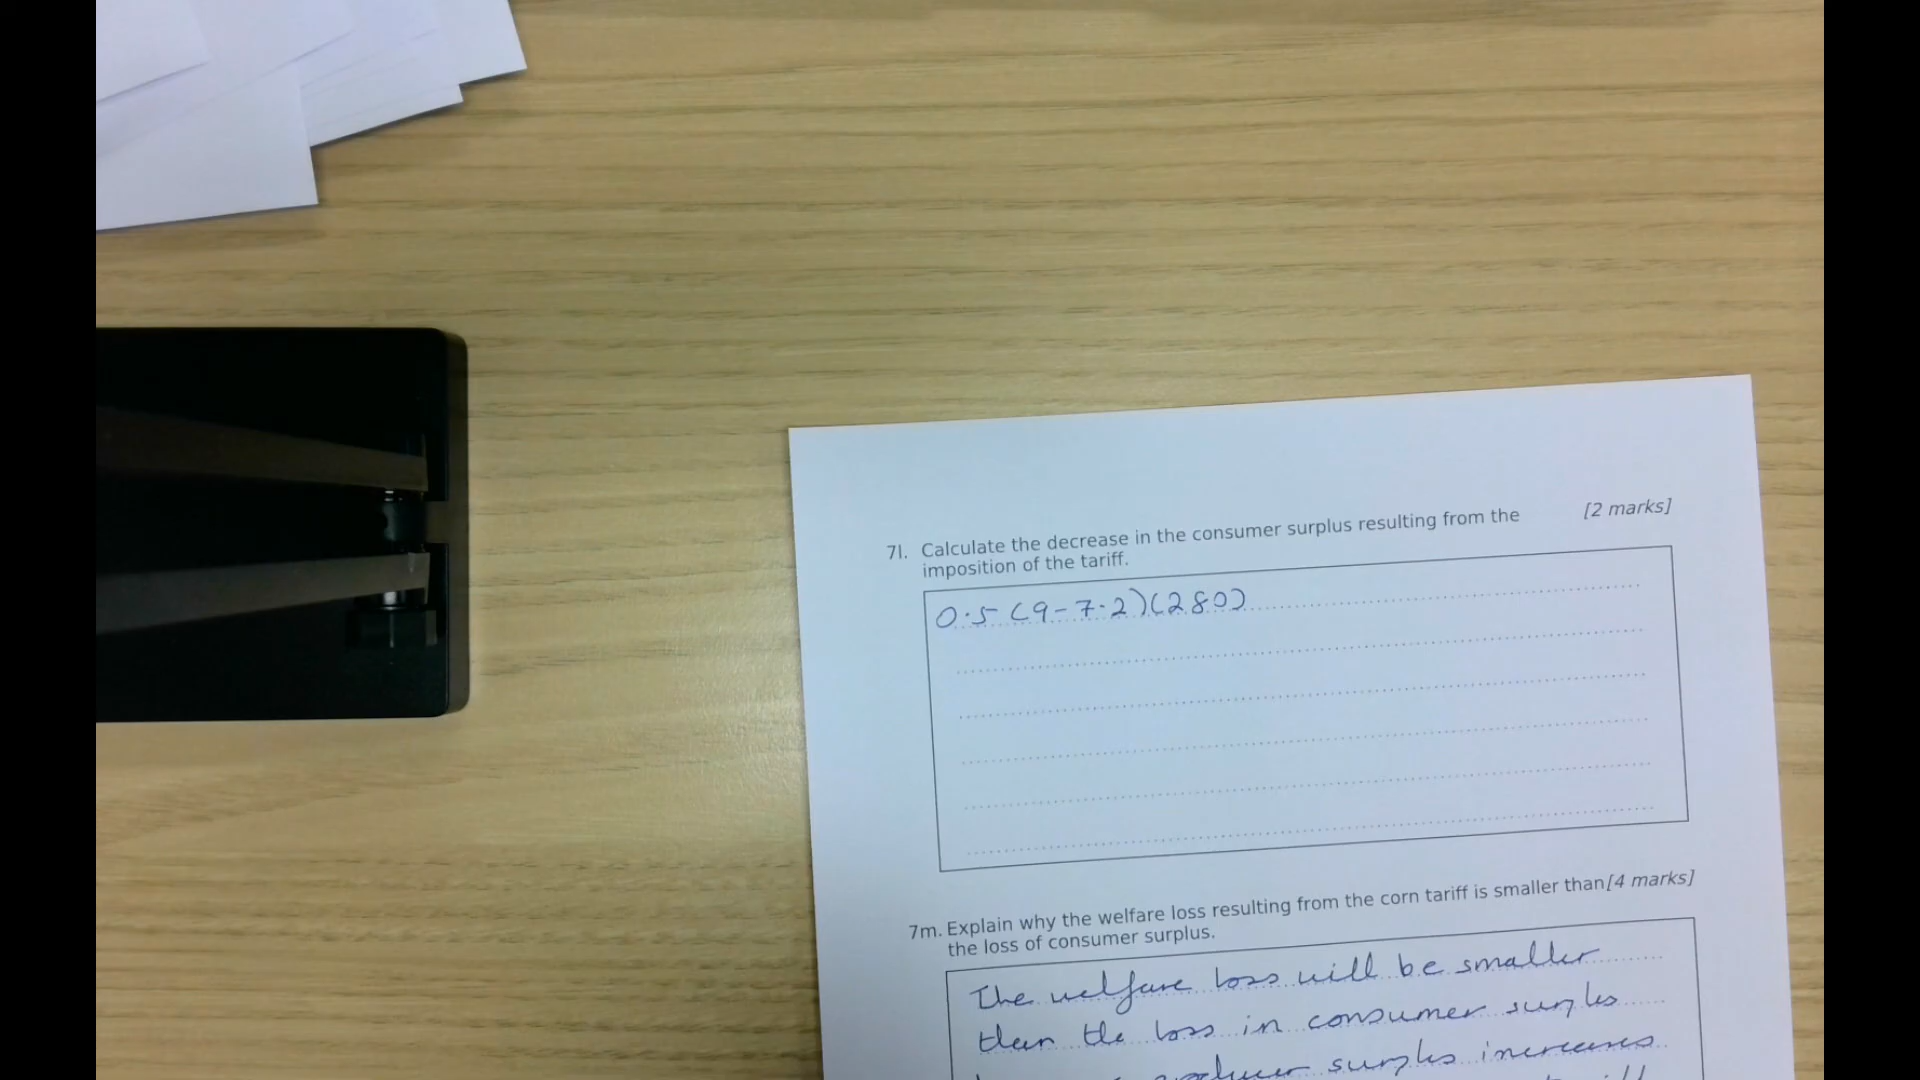 7l. Calculate the decrease in the consumer surplus resulting from the [2 marks]
imposition of the tariff.
0.5 (9-7.2)(280)
7m. Explain why the welfare loss resulting from the corn tariff is smaller than [4 marks]
the loss of consumer surplus.
The welfare loss will be smaller
than the loss in consumer surplus
producer surplus increases